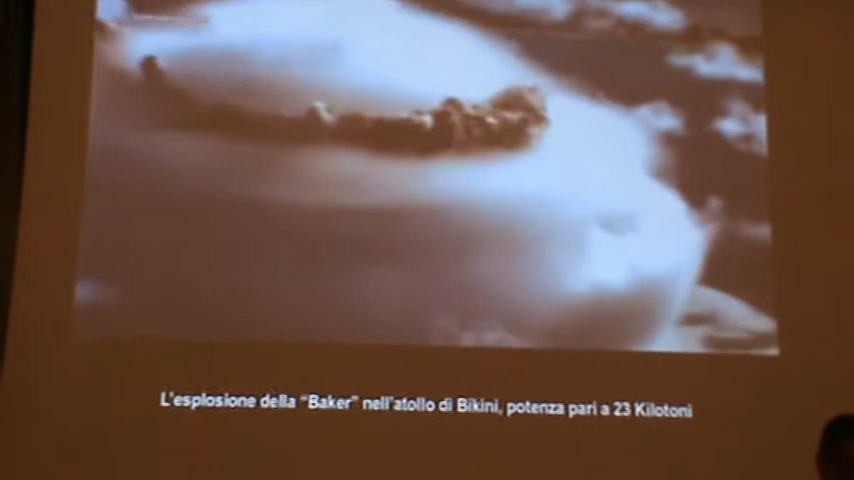 L'esplosione della "Baker" nell'atollo di Bikini, potenza pari a 23 Kilotoni